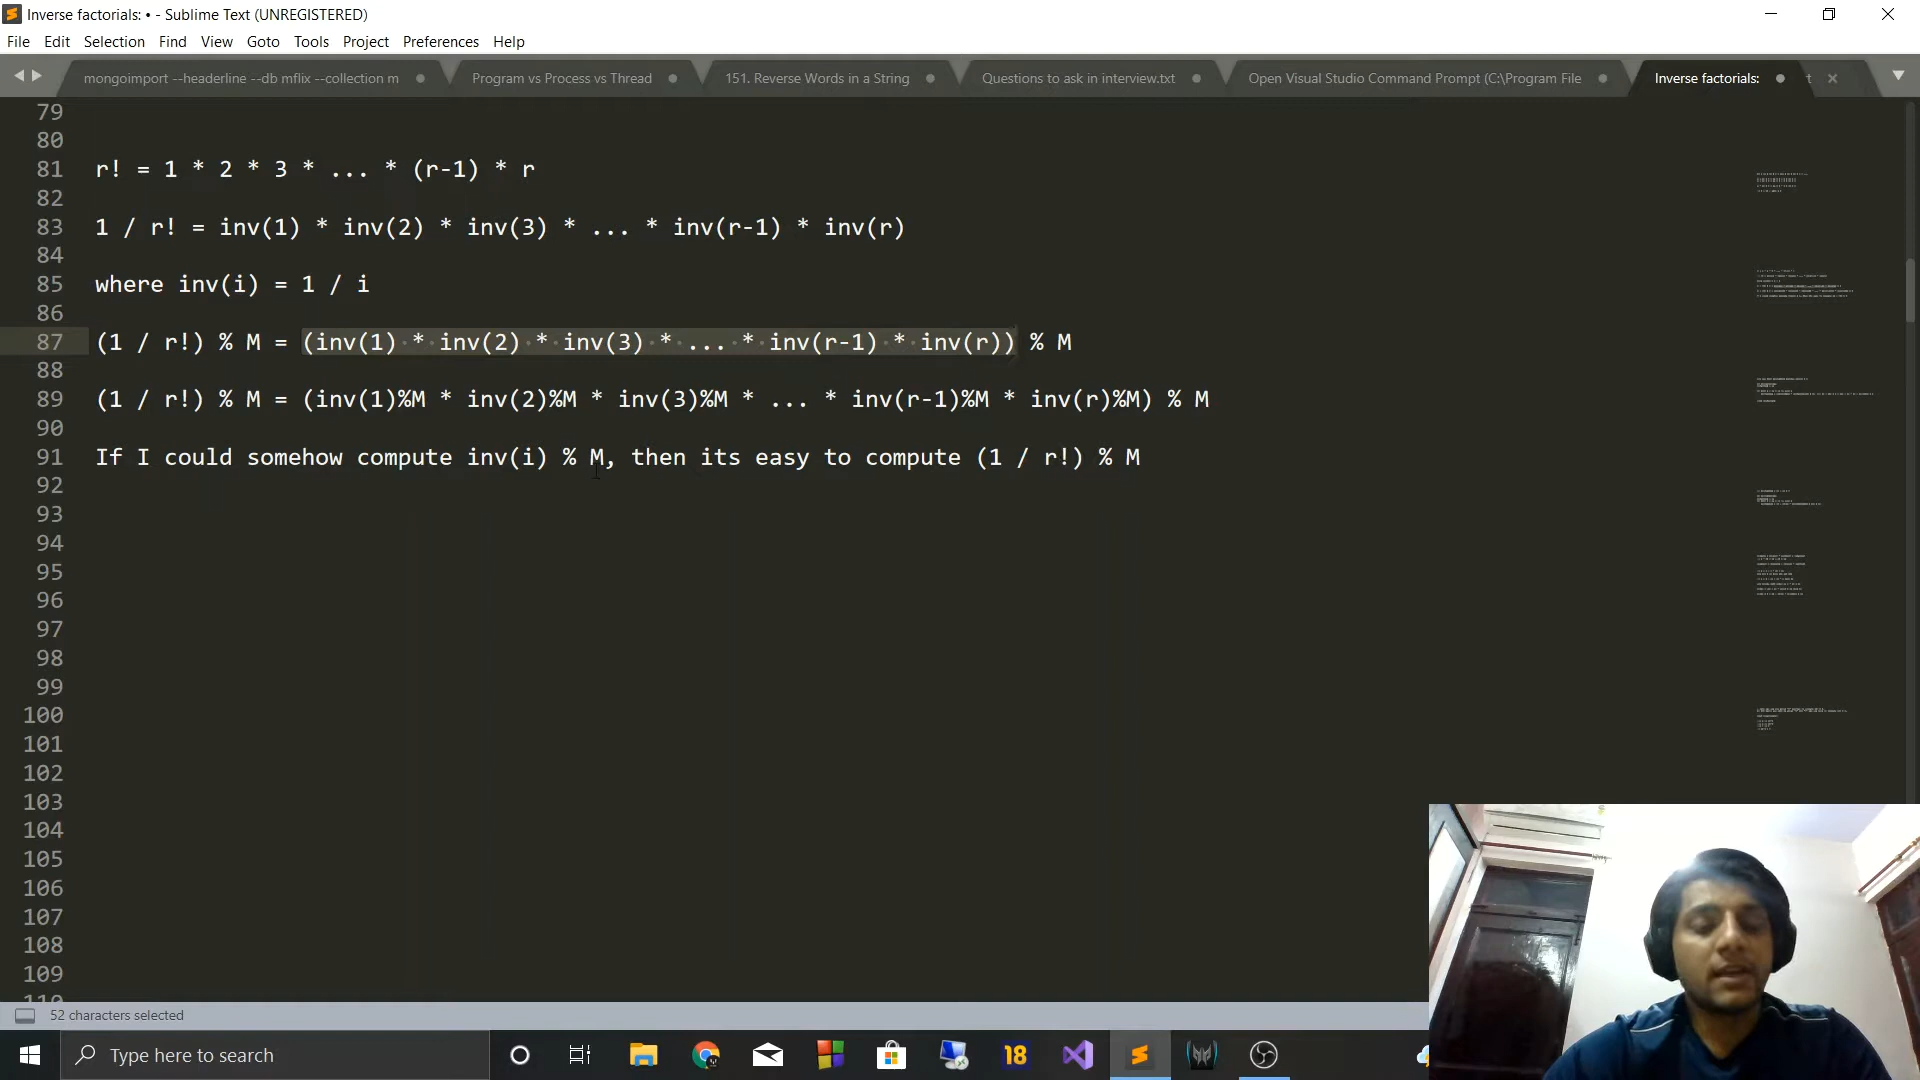 Inverse factorials: • - Sublime Text (UNREGISTERED)
File Edit Selection Find View Goto Tools Project Preferences Help
mongoimport --headerline --db mflix --collection m
Program vs Process vs Thread
151. Reverse Words in a String
Questions to ask in interview.txt
Open Visual Studio Command Prompt (C:\Program File
Inverse factorials:
79
80
81 r! = 1 * 2 * 3 * ... * (r-1) * r
82
83 1 / r! = inv(1) * inv(2) * inv(3) * ... * inv(r-1) * inv(r)
84
85 where inv(i) = 1 / i
86
87 (1 / r!) % M = (inv(1) * inv(2) * inv(3) * ... * inv(r-1) * inv(r)) % M
88
89 (1 / r!) % M = (inv(1)%M * inv(2)%M * inv(3)%M * ... * inv(r-1)%M * inv(r)%M) % M
90
91 If I could somehow compute inv(i) % M, then its easy to compute (1 / r!) % M
92
93
94
95
96
97
98
99
100
101
102
103
104
105
106
107
108
109
110
52 characters selected
Type here to search
18